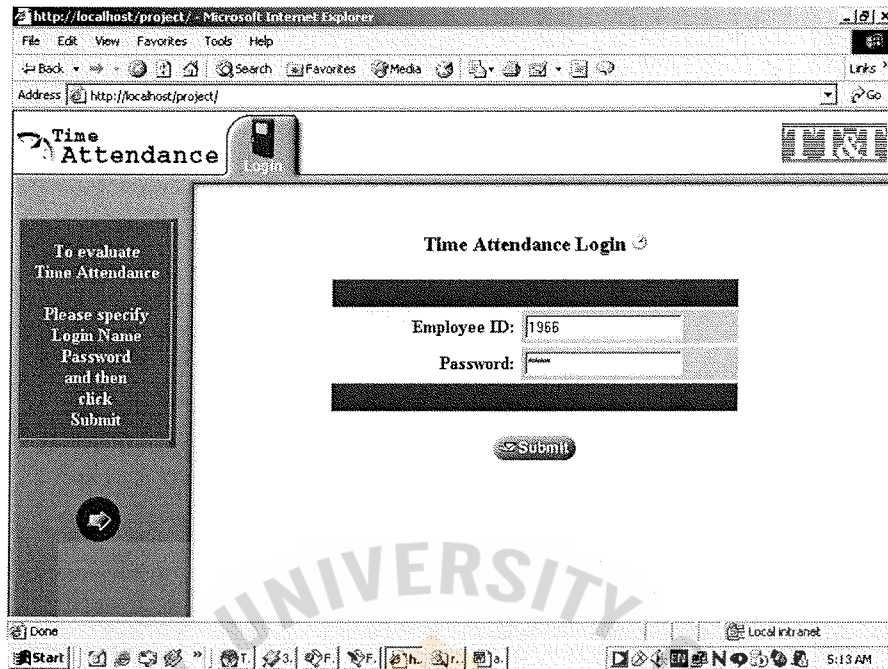 http://localhost/project/ - Microsoft Internet Explorer
File Edit View Favorites Tools Help
Back Search Favorites Media Links »
Address http://localhost/project/ Go
Time
Attendance
Login
TT&T
To evaluate
Time Attendance
Please specify
Login Name
Password
and then
click
Submit
Time Attendance Login
Employee ID: 1966
Password: ******
Submit
UNIVERSITY
Done Local intranet
Start » T. 3. F. F. h. r. a. EN N 5:13 AM